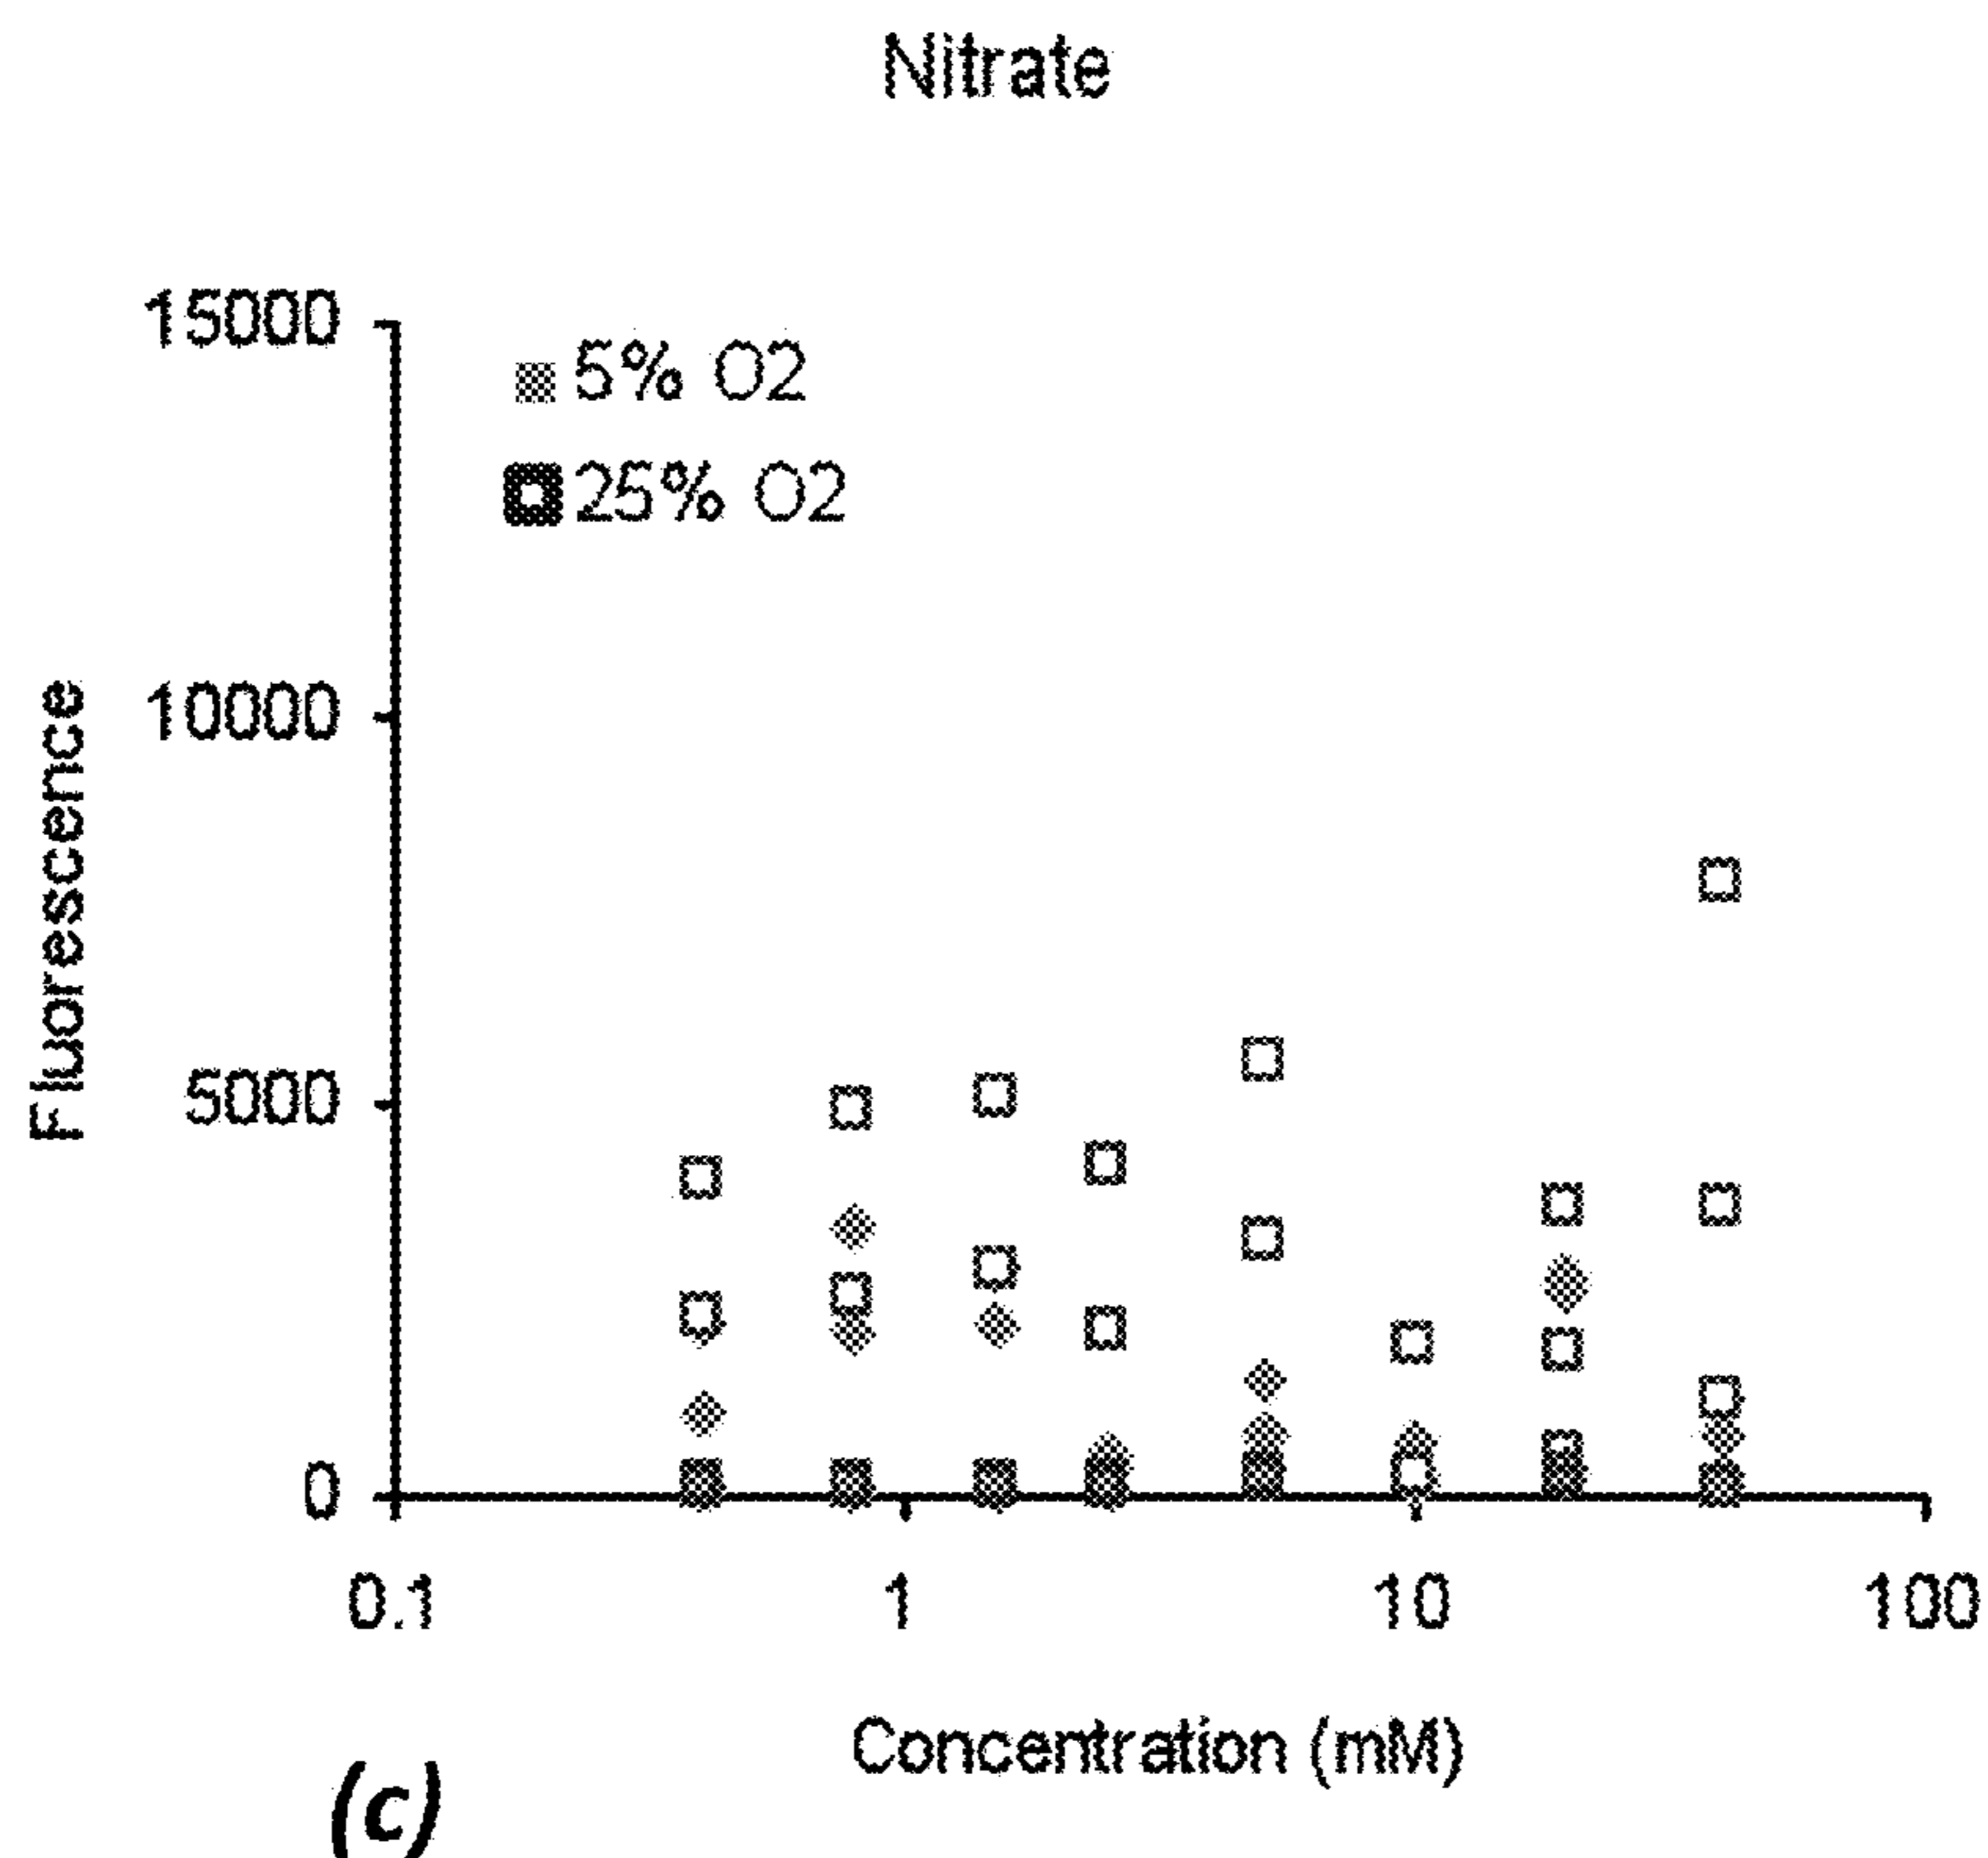 Nitrate
15000
5% O2
25% O2
10000
Fluorescence
5000
0
0.1 1 10 100
Concentration (mM)
(c)